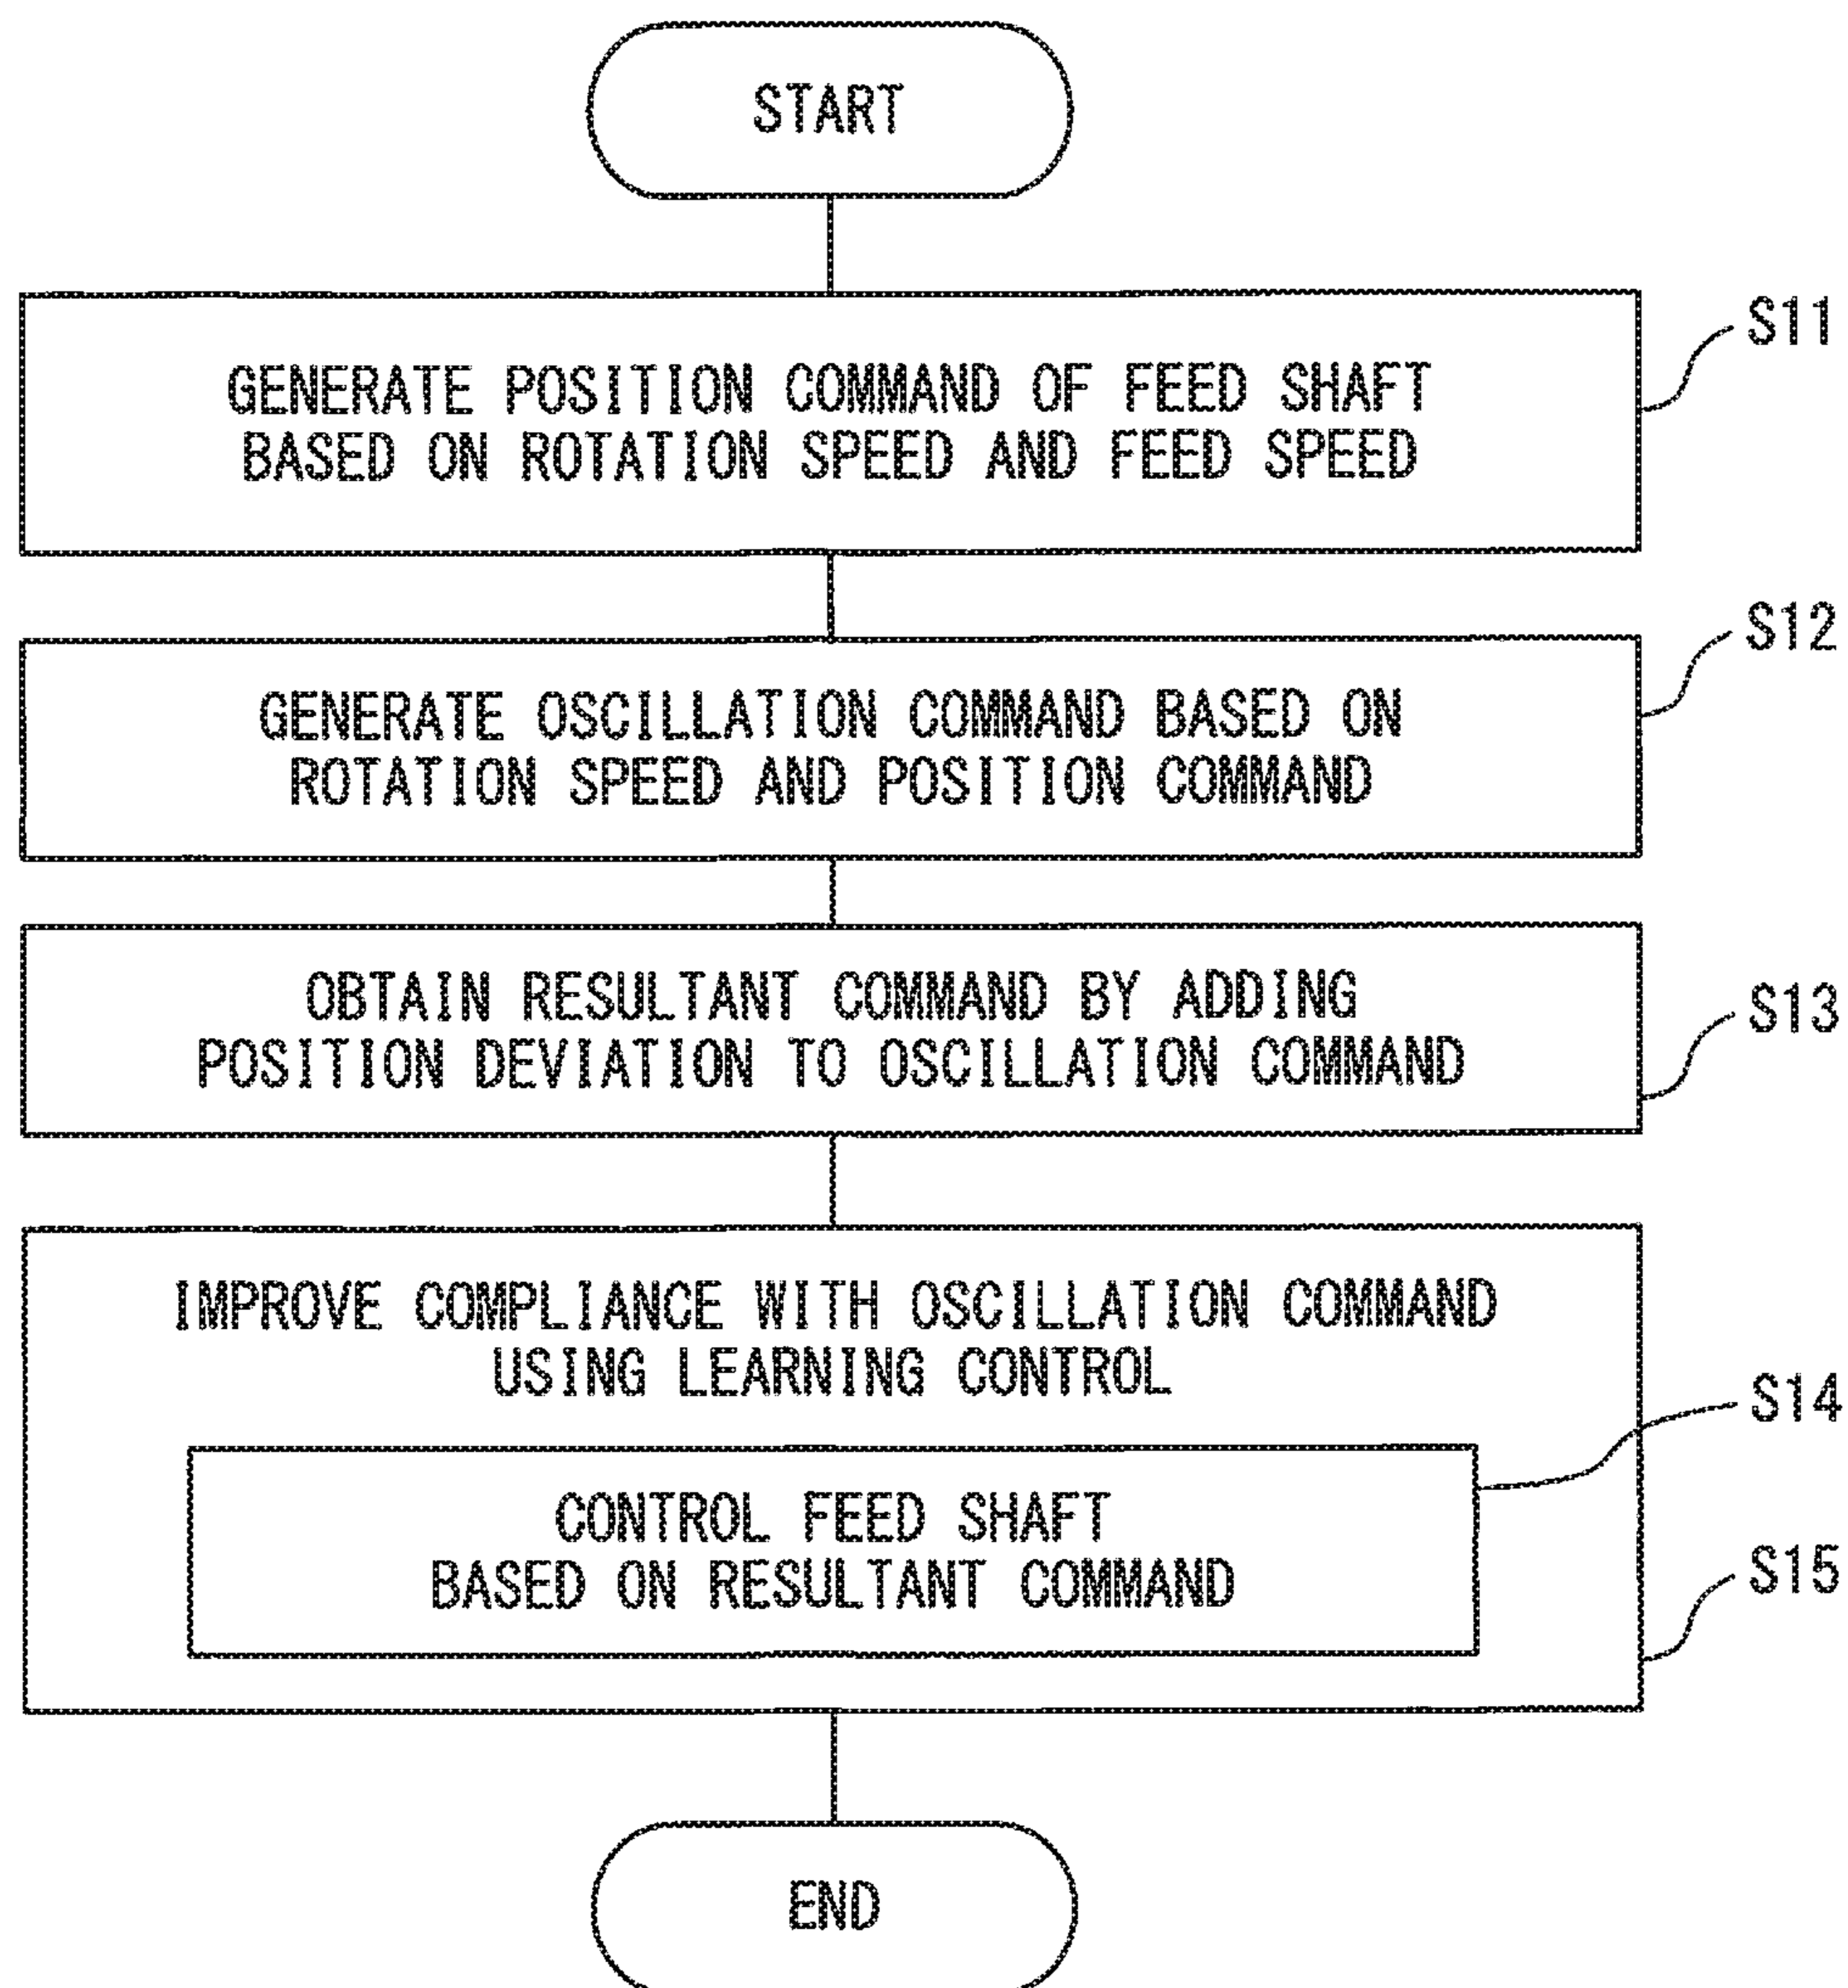 START
S11
GENERATE POSITION COMMAND OF FEED SHAFT
BASED ON ROTATION SPEED AND FEED SPEED
S12
GENERATE OSCILLATION COMMAND BASED ON
ROTATION SPEED AND POSITION COMMAND
S13
OBTAIN RESULTANT COMMAND BY ADDING
POSITION DEVIATION TO OSCILLATION COMMAND
IMPROVE COMPLIANCE WITH OSCILLATION COMMAND
USING LEARNING CONTROL
S14
CONTROL FEED SHAFT
BASED ON RESULTANT COMMAND
S15
END